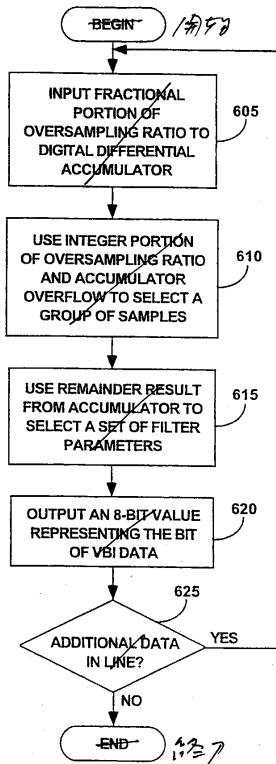 BEGIN
INPUT FRACTIONAL
PORTION OF
OVERSAMPLING RATIO TO
DIGITAL DIFFERENTIAL
ACCUMULATOR
605
USE INTEGER PORTION
OF OVERSAMPLING RATIO
AND ACCUMULATOR
OVERFLOW TO SELECT A
GROUP OF SAMPLES
610
USE REMAINDER RESULT
FROM ACCUMULATOR TO
SELECT A SET OF FILTER
PARAMETERS
615
OUTPUT AN 8-BIT VALUE
REPRESENTING THE BIT
OF VBI DATA
620
625
ADDITIONAL DATA
IN LINE?
YES
NO
END